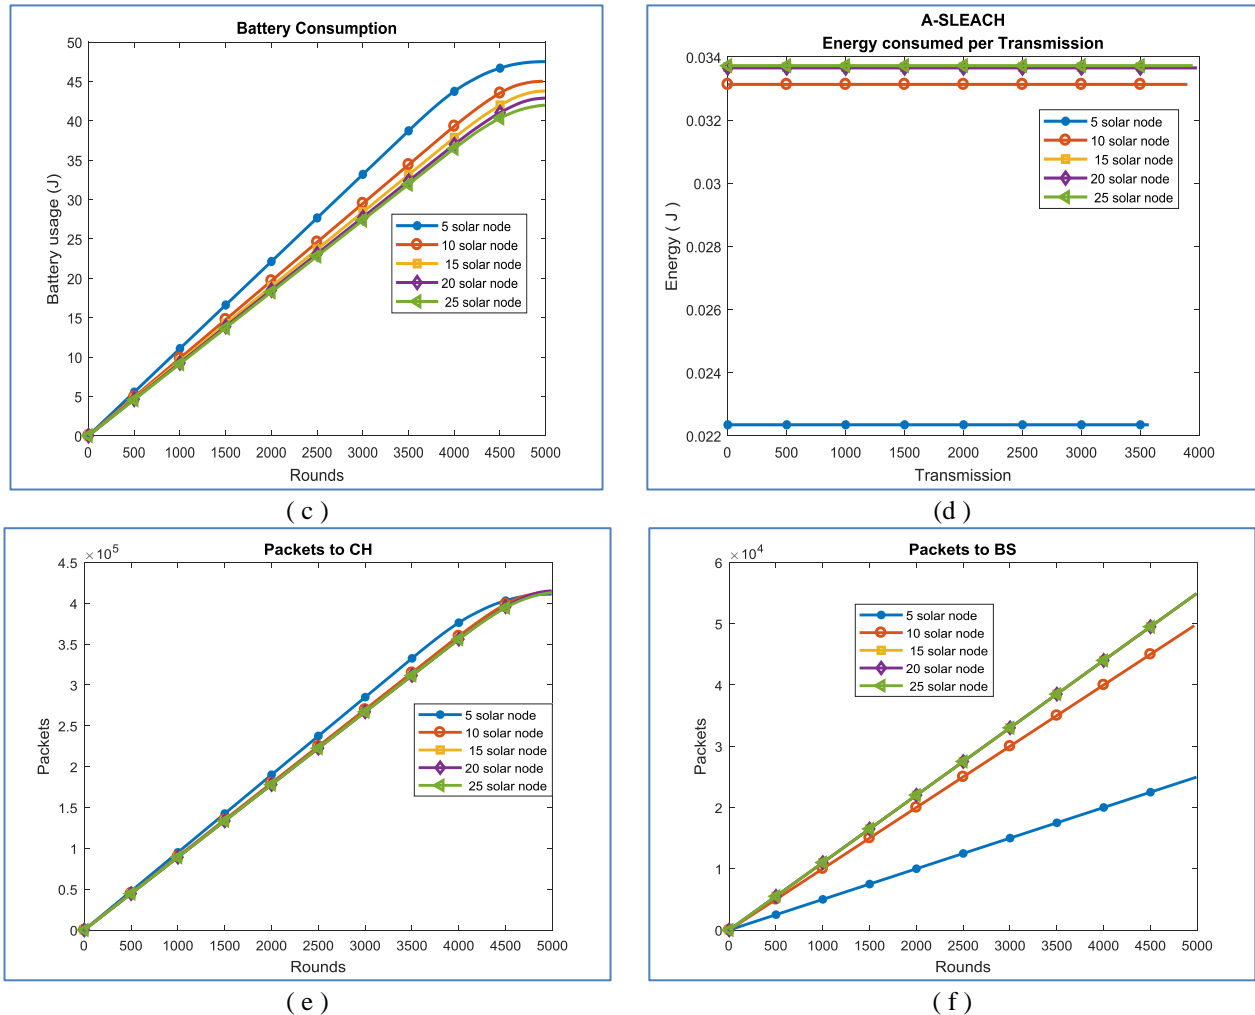 Battery Consumption
50
45
40
35
30
25
20
15
10
5
0
Battery usage (J)
5 solar node
10 solar node
15 solar node
20 solar node
25 solar node
0 500 1000 1500 2000 2500 3000 3500 4000 4500 5000
Rounds
( c )
A-SLEACH
Energy consumed per Transmission
0.034
0.032
0.03
0.028
0.026
0.024
0.022
Energy ( J )
5 solar node
10 solar node
15 solar node
20 solar node
25 solar node
0 500 1000 1500 2000 2500 3000 3500 4000
Transmission
(d )
Packets to CH
×10⁵
4.5
4
3.5
3
2.5
2
1.5
1
0.5
0
Packets
5 solar node
10 solar node
15 solar node
20 solar node
25 solar node
0 500 1000 1500 2000 2500 3000 3500 4000 4500 5000
Rounds
( e )
Packets to BS
×10⁴
6
5
4
3
2
1
0
Packets
5 solar node
10 solar node
15 solar node
20 solar node
25 solar node
0 500 1000 1500 2000 2500 3000 3500 4000 4500 5000
Rounds
( f )